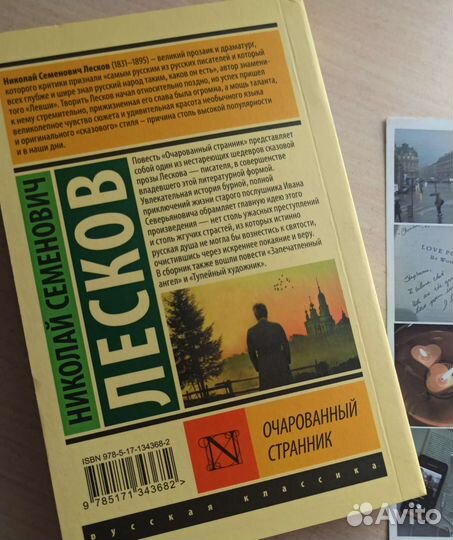 Николай Семенович Лесков (1831–1895) – великий прозаик и драматург,
которого критики признали «самым русским из русских писателей и который
всех глубже и шире знал русский народ таким, каков он есть», автор знамени-
того «Левши». Творить Лесков начал относительно поздно, но успех пришел
к нему стремительно, прижизненная его слава была огромна, а мощь таланта,
великолепное чувство сюжета и удивительная красота необычного языка
и оригинального «сказового» стиля – причина столь высокой популярности
и в наши дни.
НИКОЛАЙ СЕМЕНОВИЧ
ЛЕСКОВ
Повесть «Очарованный странник» представляет
собой один из нестареющих шедевров сказовой
прозы Лескова — писателя, в совершенстве
владевшего этой литературной формой.
Увлекательная история бурной, полной
приключений жизни старого послушника Ивана
Северьяновича обрамляет главную идею этого
произведения — нет столь ужасных преступлений
и столь жгучих страстей, из которых истинно
русская душа не могла бы вознестись к святости,
очистившись через искреннее покаяние и веру.
В сборник также вошли повести «Запечатленный
ангел» и «Тупейный художник».
ISBN 978-5-17-134368-2
9 785171 343682 >
N
ОЧАРОВАННЫЙ
СТРАННИК
русская классика
LOVE
Avito